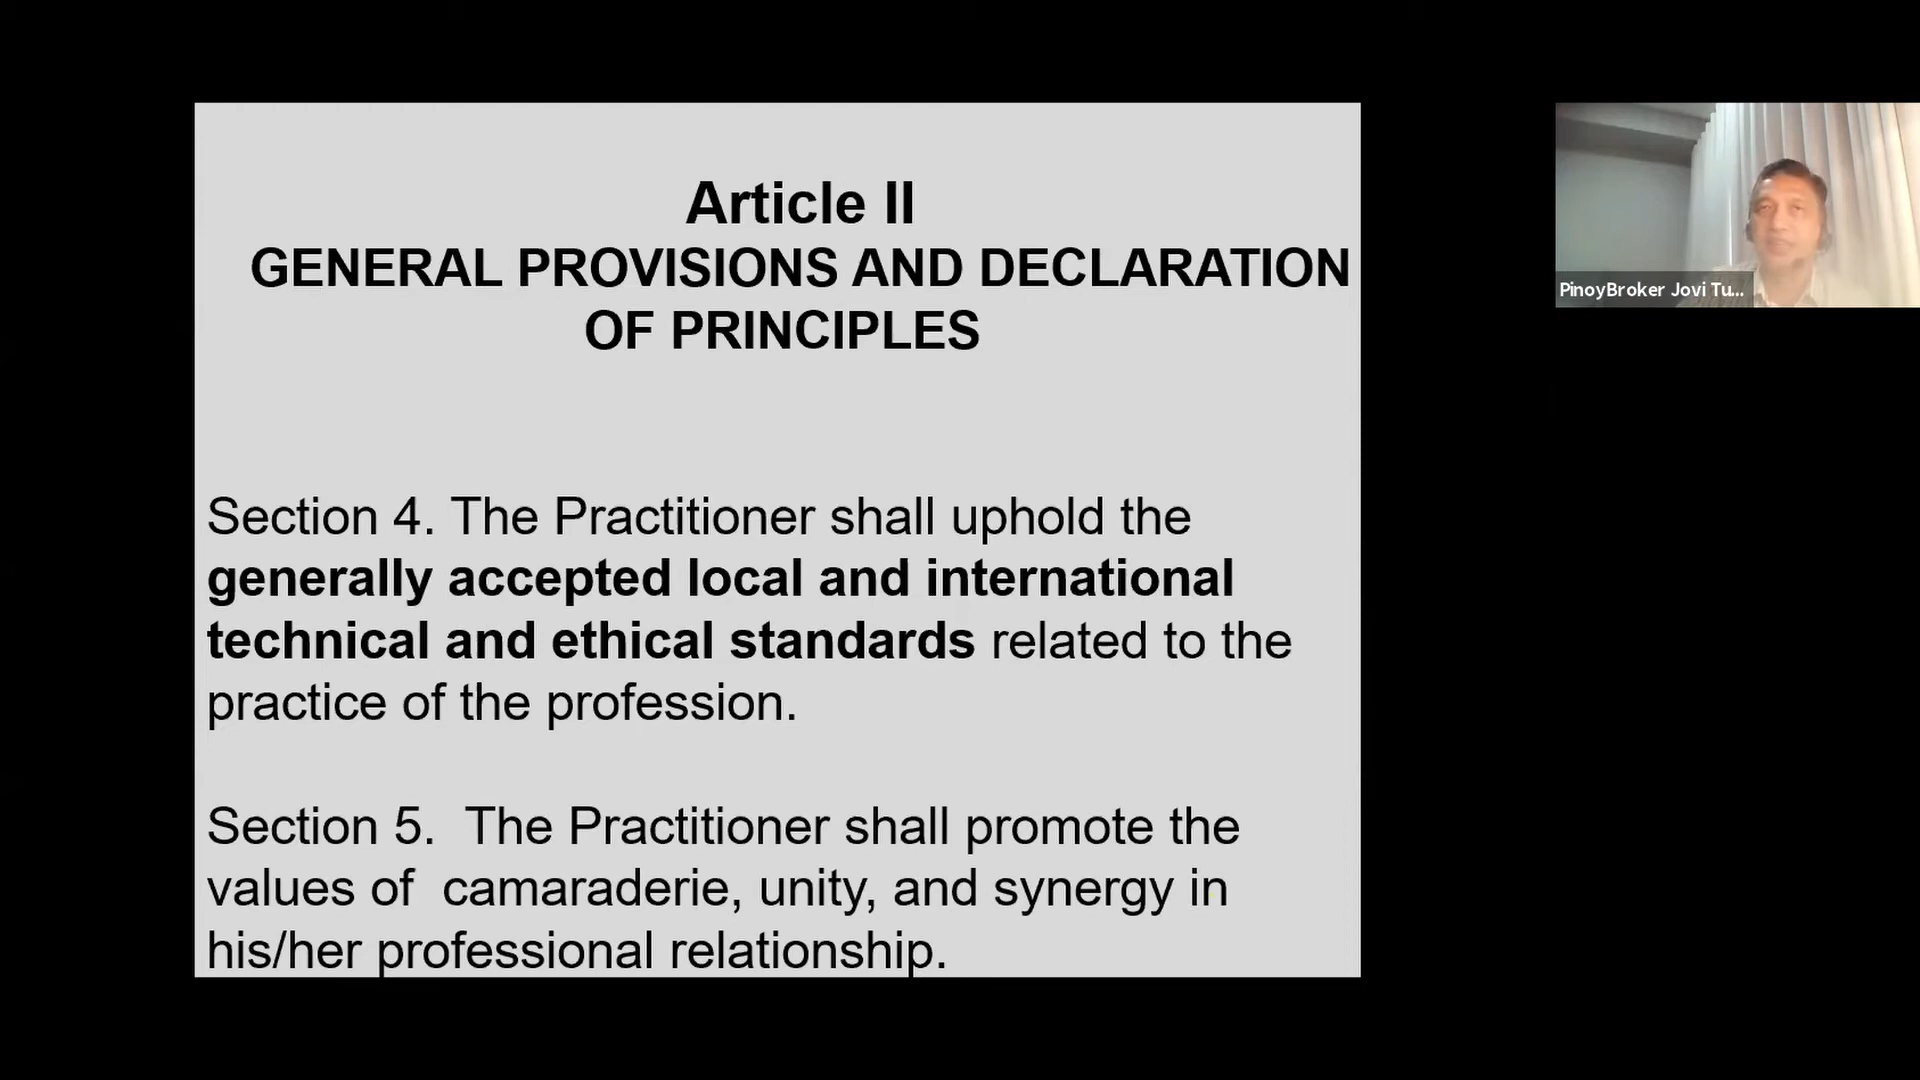 Article II
GENERAL PROVISIONS AND DECLARATION
OF PRINCIPLES
Section 4. The Practitioner shall uphold the
generally accepted local and international
technical and ethical standards related to the
practice of the profession.
Section 5.  The Practitioner shall promote the
values of  camaraderie, unity, and synergy in
his/her professional relationship.
PinoyBroker Jovi Tu...